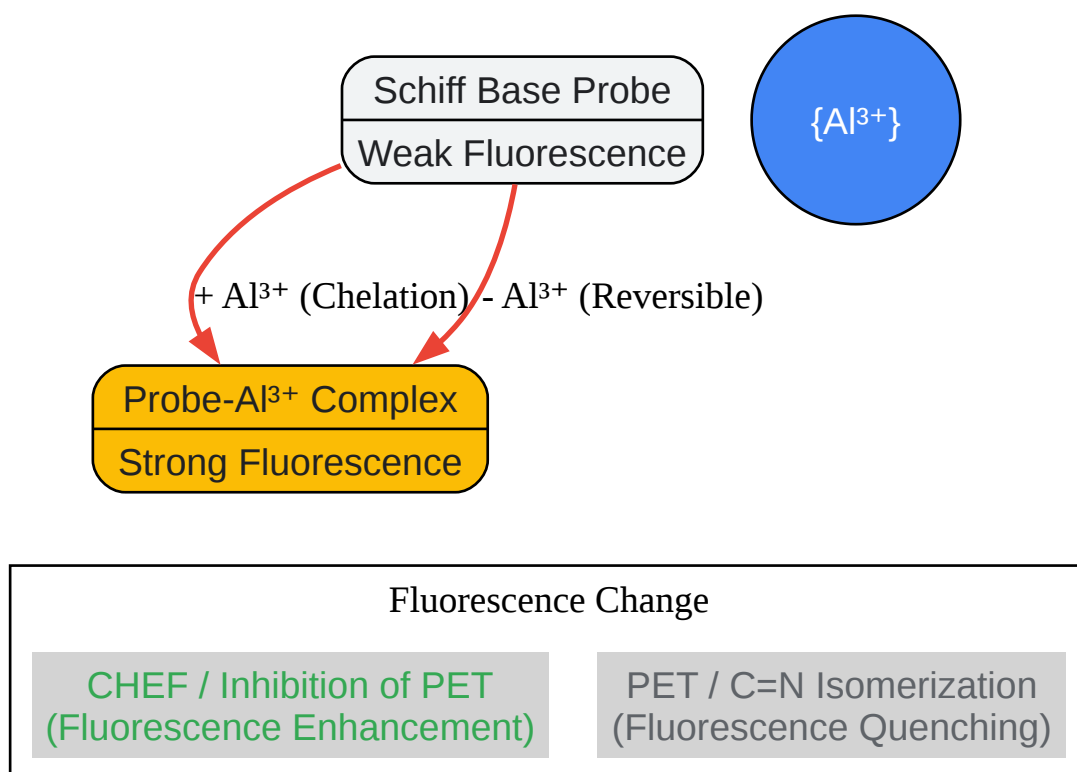 Schiff Base Probe
Weak Fluorescence
{Al³⁺}
+ Al³⁺ (Chelation)
- Al³⁺ (Reversible)
Probe-Al³⁺ Complex
Strong Fluorescence
Fluorescence Change
CHEF / Inhibition of PET
(Fluorescence Enhancement)
PET / C=N Isomerization
(Fluorescence Quenching)